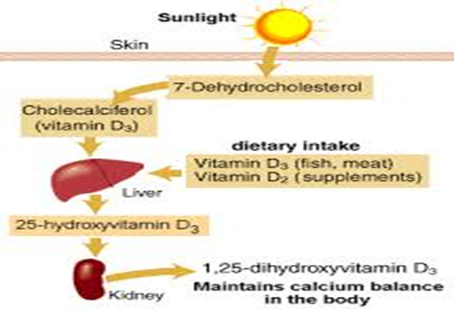 Sunlight
Skin
7-Dehydrocholesterol
Cholecalciferol
(vitamin D3)
dietary intake
Vitamin D3 (fish, meat)
Vitamin D2 (supplements)
Liver
25-hydroxyvitamin D3
1,25-dihydroxyvitamin D3
Kidney
Maintains calcium balance
in the body